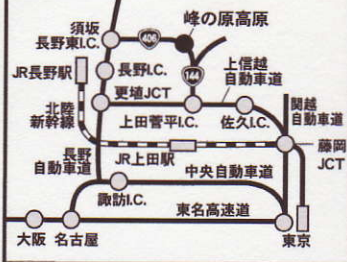 須坂
長野東I.C.
406
峰の原高原
JR長野駅
長野I.C.
144
上信越
自動車道
更埴JCT
北陸
新幹線
上田菅平I.C.
佐久I.C.
関越
自動車道
長野
自動車道
JR上田駅
藤岡
JCT
中央自動車道
諏訪I.C.
東名高速道
大阪
名古屋
東京